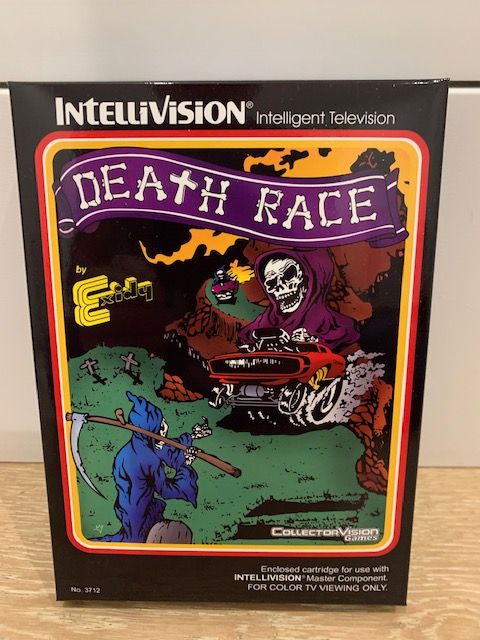 INTELLIVISION® Intelligent Television
DEATH RACE
by
Exidy
COLLECTORVISION
Games
Enclosed cartridge for use with
INTELLIVISION® Master Component.
FOR COLOR TV VIEWING ONLY.
No. 3712